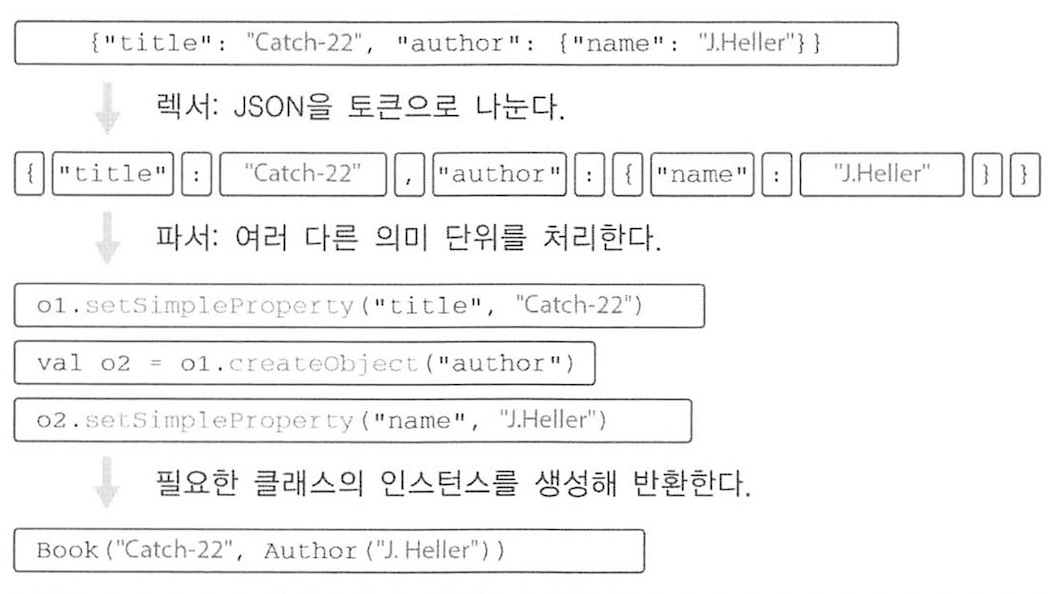 {"title": "Catch-22", "author": {"name": "J.Heller"}}
렉서: JSON을 토큰으로 나눈다.
{ "title" : "Catch-22" , "author" : { "name" : "J.Heller" } }
파서: 여러 다른 의미 단위를 처리한다.
o1.setSimpleProperty("title", "Catch-22")
val o2 = o1.createObject("author")
o2.setSimpleProperty("name", "J.Heller")
필요한 클래스의 인스턴스를 생성해 반환한다.
Book("Catch-22", Author("J. Heller"))